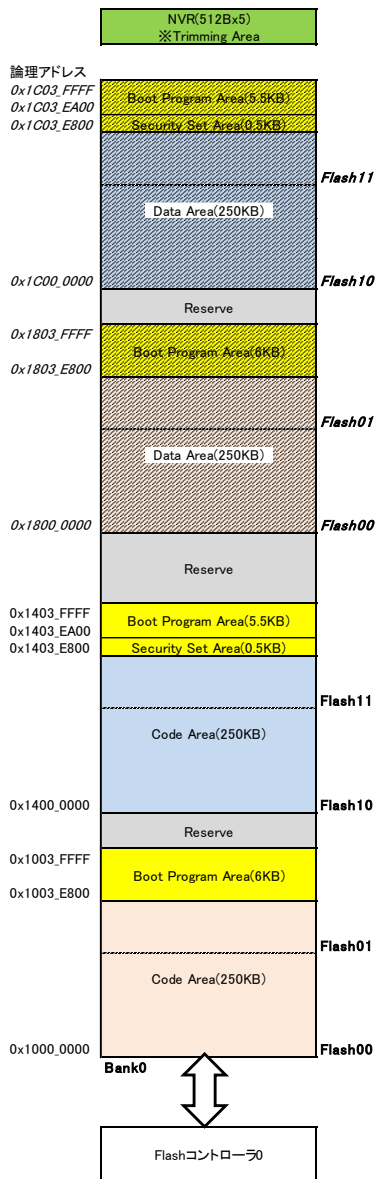 NVR(512Bx5)
※Trimming Area
論理アドレス
0x1C03_FFFF
Boot Program Area(5.5KB)
0x1C03_EA00
0x1C03_E800
Security Set Area(0.5KB)
Flash11
Data Area(250KB)
0x1C00_0000
Flash10
Reserve
0x1803_FFFF
Boot Program Area(6KB)
0x1803_E800
Flash01
Data Area(250KB)
0x1800_0000
Flash00
Reserve
0x1403_FFFF
Boot Program Area(5.5KB)
0x1403_EA00
0x1403_E800
Security Set Area(0.5KB)
Flash11
Code Area(250KB)
0x1400_0000
Flash10
Reserve
0x1003_FFFF
Boot Program Area(6KB)
0x1003_E800
Flash01
Code Area(250KB)
0x1000_0000
Flash00
Bank0
Flashコントローラ0